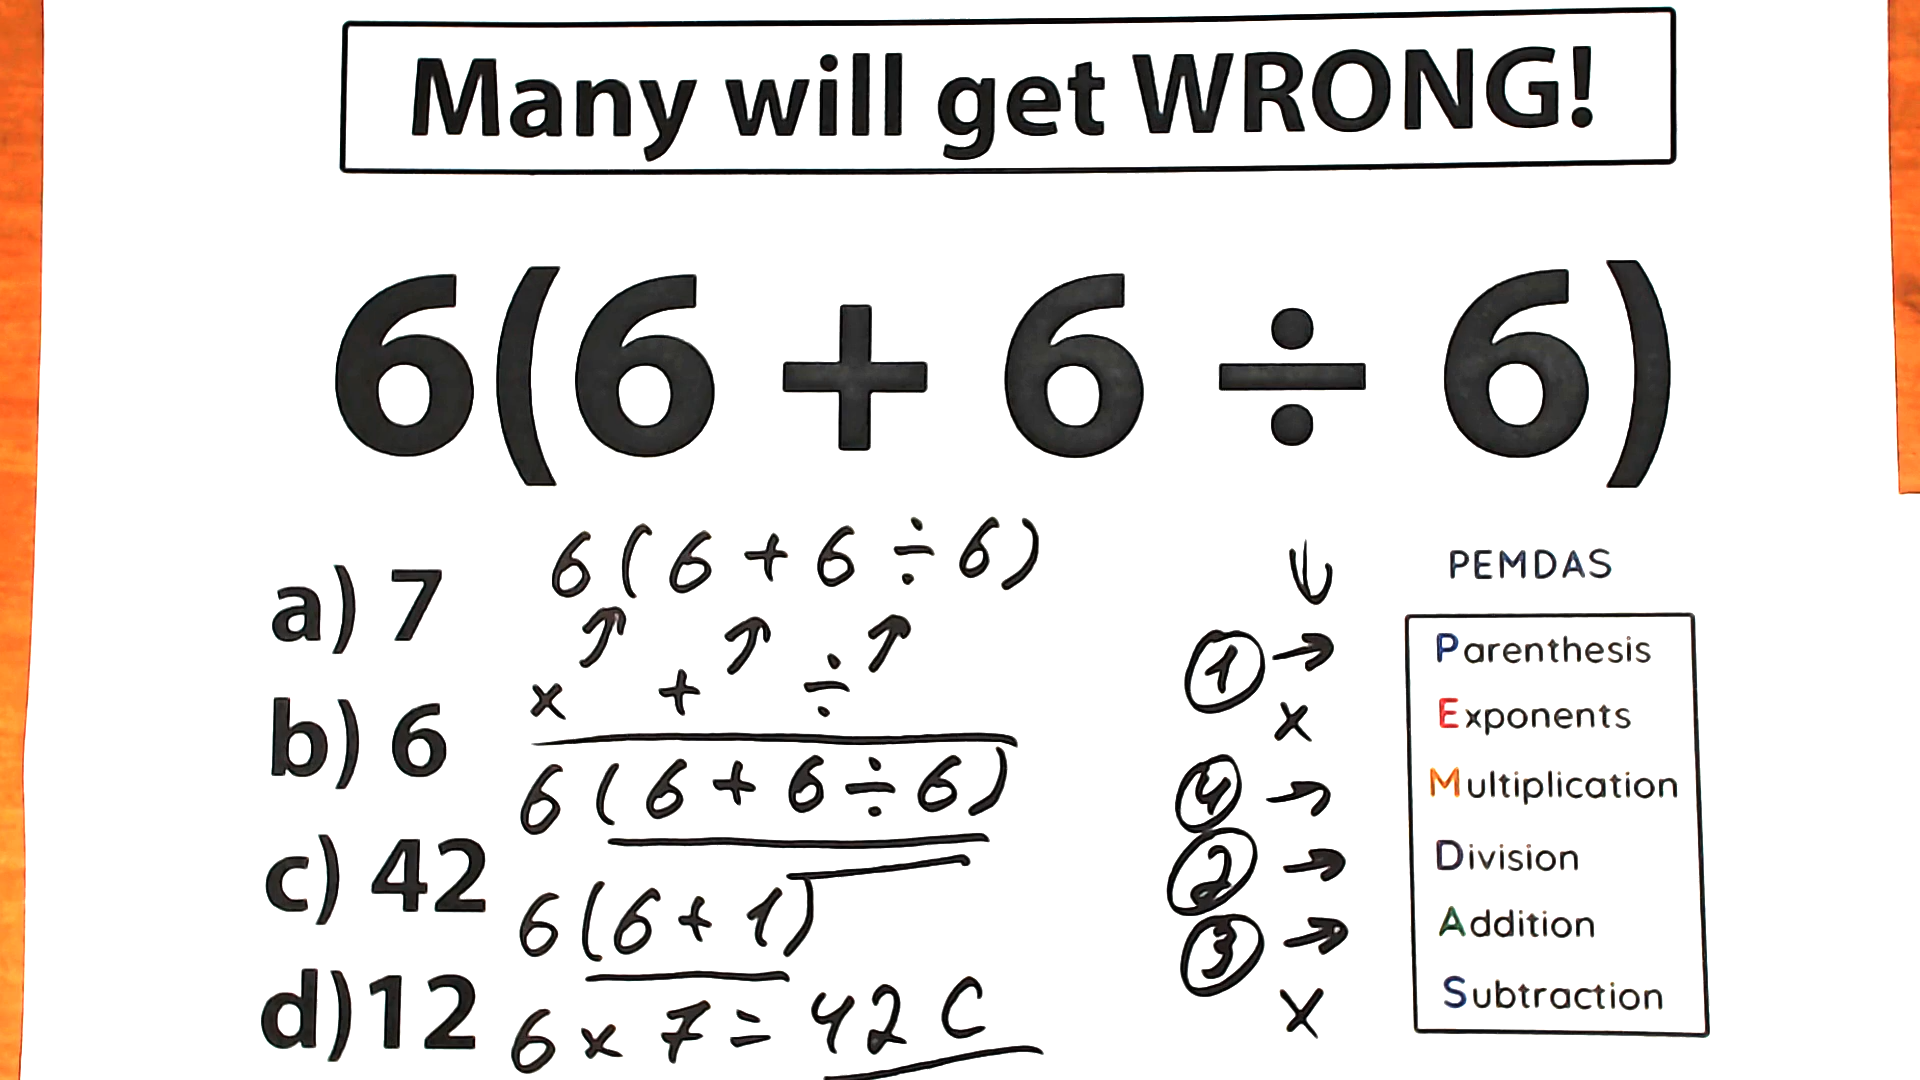 Many will get WRONG!
6(6 + 6 ÷ 6)
a) 7
b) 6
c) 42
d)12
6(6 + 6 ÷ 6)
× + ÷
6(6 + 6 ÷ 6)
6(6 + 1)
6 × 7 = 42 C
PEMDAS
1 → Parenthesis
× Exponents
4 → Multiplication
2 → Division
3 → Addition
× Subtraction